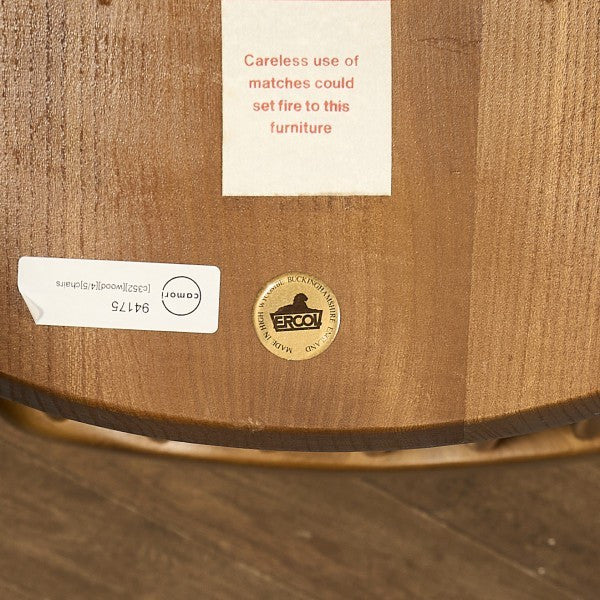 Careless use of
matches could
set fire to this
furniture
camori
94175
[c352][wood][4/5]chairs
ERCOL
MADE IN HIGH WYCOMBE BUCKINGHAMSHIRE ENGLAND